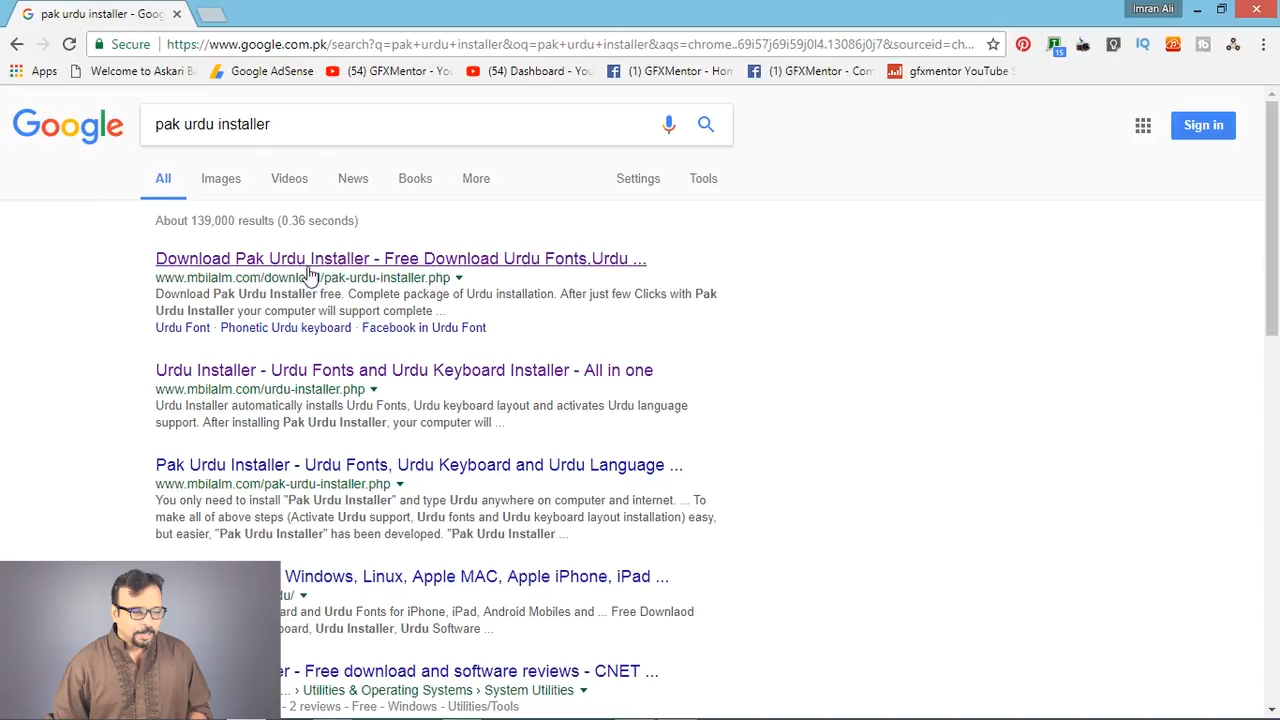 pak urdu installer - Goo
Imran Ali
Secure
https://www.google.com.pk/search?q=pak+urdu+installer&oq=pak+urdu+installer&aqs=chrome..69i57j69i59j0l4.13086j0j7&sourceid=ch...
15
IQ
Apps
Welcome to Askari B
Google AdSens
(54) GFXMentor - Yo
(54) Dashboard - Yo
(1) GFXMentor - Hom
(1) GFXMentor - Com
gfxmentor YouTube S
Google
pak urdu installer
Sign in
All
Images
Videos
News
Books
More
Settings
Tools
About 139,000 results (0.36 seconds)
Download Pak Urdu Installer - Free Download Urdu Fonts,Urdu ...
www.mbilalm.com/download/pak-urdu-installer.php
Download Pak Urdu Installer free. Complete package of Urdu installation. After just few Clicks with Pak
Urdu Installer your computer will support complete ...
Urdu Font · Phonetic Urdu keyboard · Facebook in Urdu Font
Urdu Installer - Urdu Fonts and Urdu Keyboard Installer - All in one
www.mbilalm.com/urdu-installer.php
Urdu Installer automatically installs Urdu Fonts, Urdu keyboard layout and activates Urdu language
support. After installing Pak Urdu Installer, your computer will ...
Pak Urdu Installer - Urdu Fonts, Urdu Keyboard and Urdu Language ...
www.mbilalm.com/pak-urdu-installer.php
You only need to install "Pak Urdu Installer" and type Urdu anywhere on computer and internet. ... To
make all of above steps (Activate Urdu support, Urdu fonts and Urdu keyboard layout installation) easy,
but easier, "Pak Urdu Installer" has been developed. "Pak Urdu Installer ...
Windows, Linux, Apple MAC, Apple iPhone, iPad ...
du/
ard and Urdu Fonts for iPhone, iPad, Android Mobiles and ... Free Downlaod
board, Urdu Installer, Urdu Software ...
er - Free download and software reviews - CNET ...
... › Utilities & Operating Systems › System Utilities
- 2 reviews - Free - Windows - Utilities/Tools